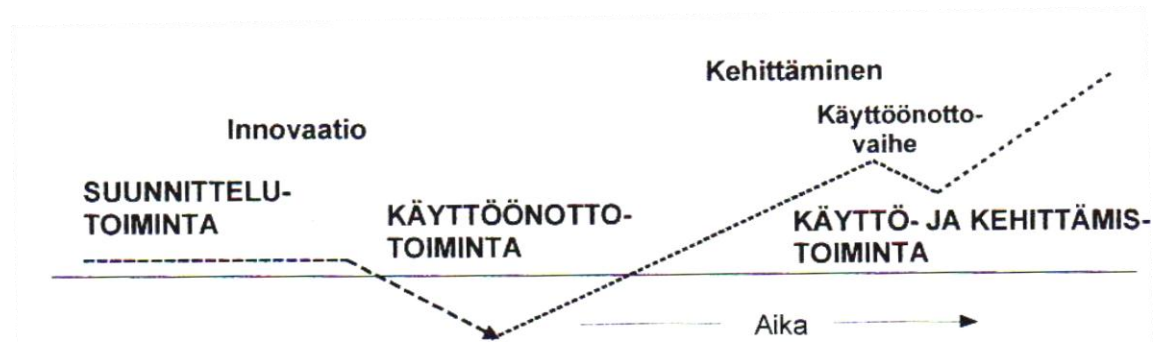 Kehittäminen
Innovaatio
Käyttöönotto-
vaihe
SUUNNITTELU-
TOIMINTA
KÄYTTÖÖNOTTO-
TOIMINTA
KÄYTTÖ- JA KEHITTÄMIS-
TOIMINTA
Aika